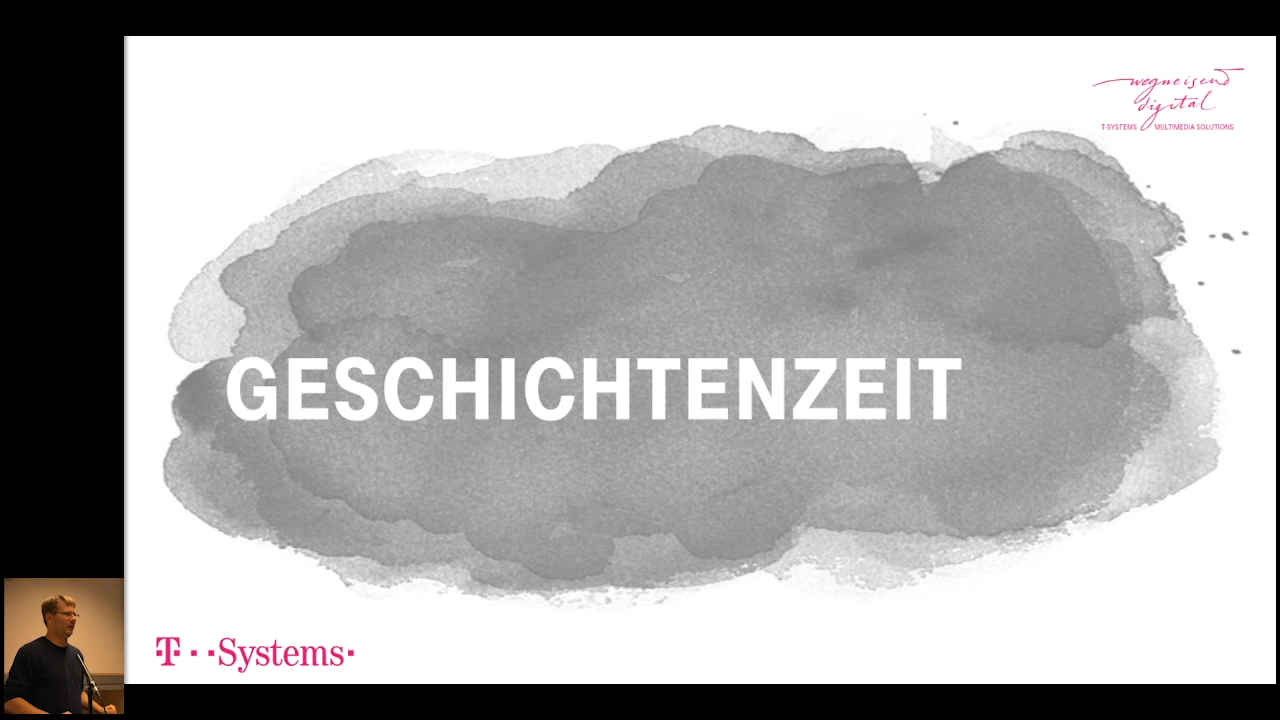 wegweisend
digital
T-SYSTEMS MULTIMEDIA SOLUTIONS
GESCHICHTENZEIT
T··Systems·